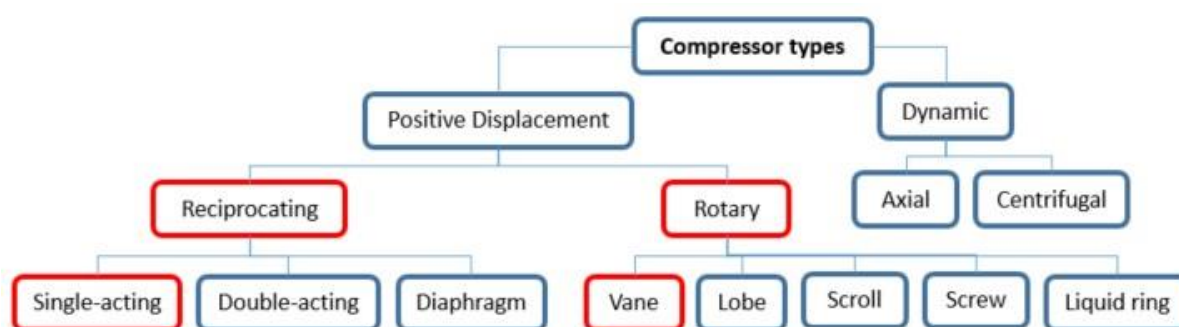 Compressor types
Positive Displacement
Dynamic
Reciprocating
Rotary
Axial
Centrifugal
Single-acting
Double-acting
Diaphragm
Vane
Lobe
Scroll
Screw
Liquid ring